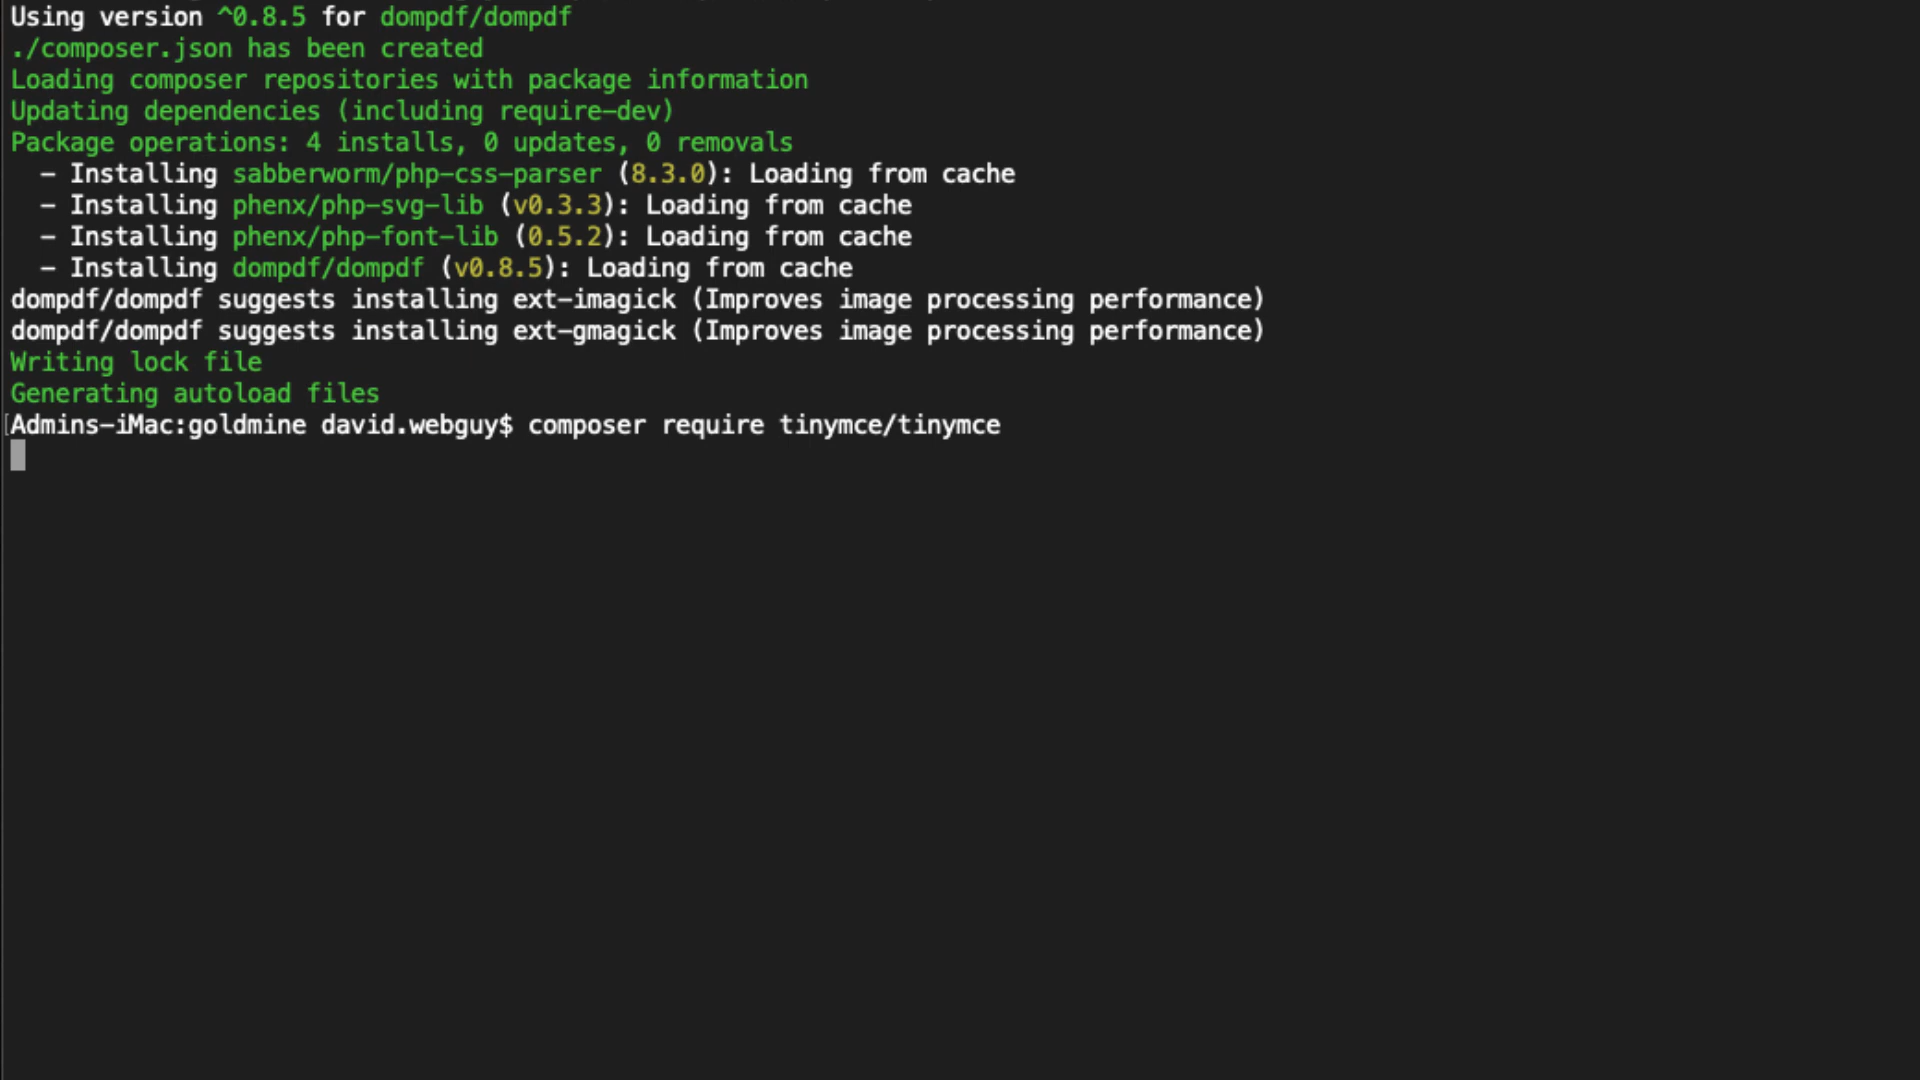 Using version ^0.8.5 for dompdf/dompdf
./composer.json has been created
Loading composer repositories with package information
Updating dependencies (including require-dev)
Package operations: 4 installs, 0 updates, 0 removals
  - Installing sabberworm/php-css-parser (8.3.0): Loading from cache
  - Installing phenx/php-svg-lib (v0.3.3): Loading from cache
  - Installing phenx/php-font-lib (0.5.2): Loading from cache
  - Installing dompdf/dompdf (v0.8.5): Loading from cache
dompdf/dompdf suggests installing ext-imagick (Improves image processing performance)
dompdf/dompdf suggests installing ext-gmagick (Improves image processing performance)
Writing lock file
Generating autoload files
[Admins-iMac:goldmine david.webguy$ composer require tinymce/tinymce